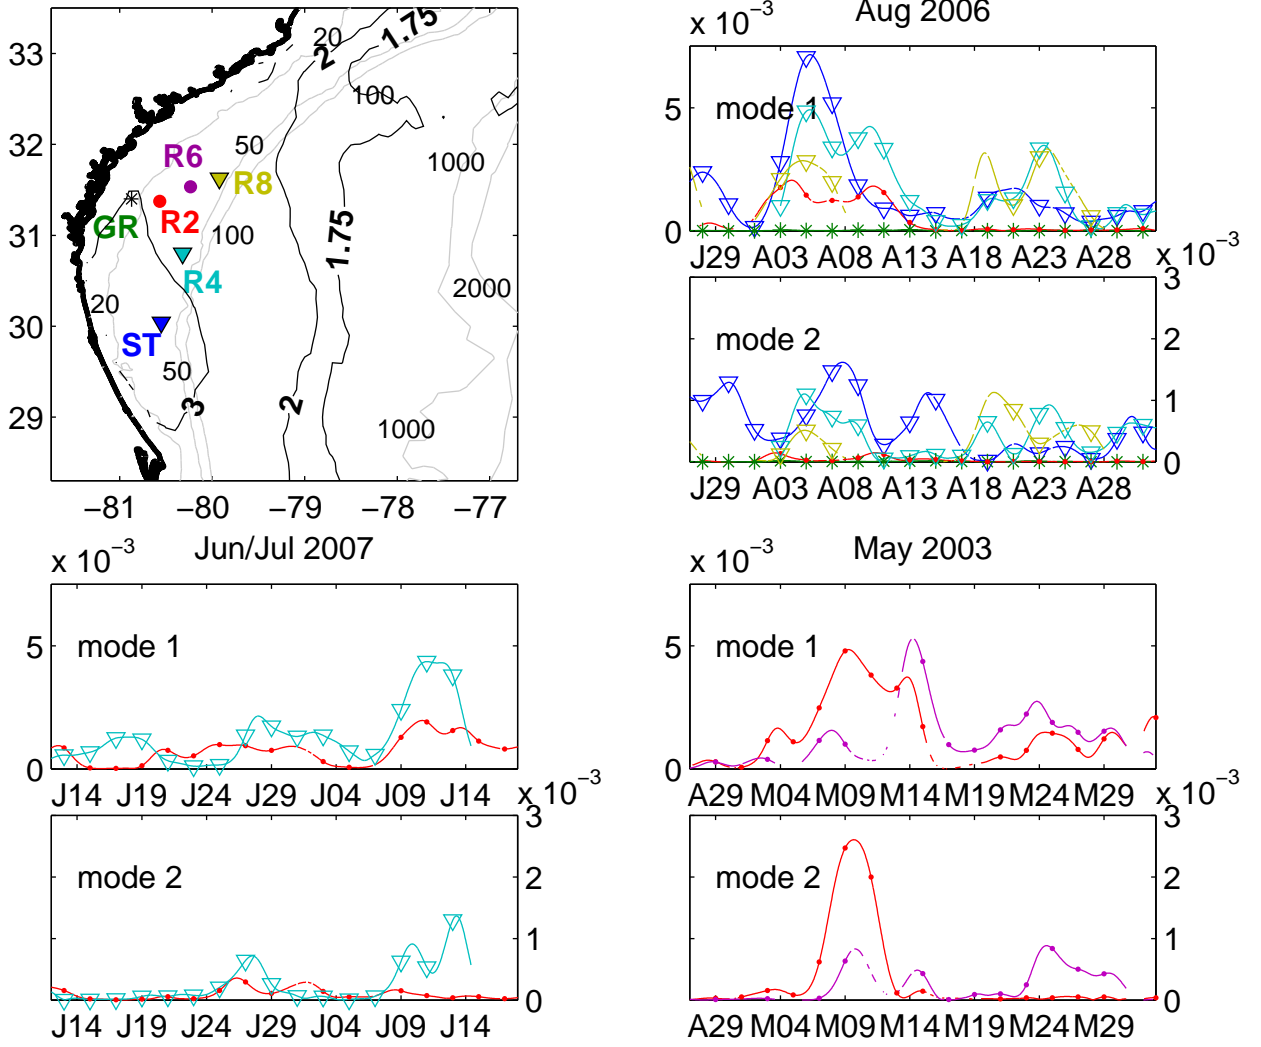 33
32
31
30
29
−81
−80
−79
−78
−77
20
2
1.75
100
50
1000
R6
R8
GR
R2
100
R4
1.75
2000
20
ST
50
3
2
1000
Aug 2006
x 10−3
5
0
mode 1
J29 A03 A08 A13 A18 A23 A28
x 10−3
3
2
1
0
mode 2
J29 A03 A08 A13 A18 A23 A28
Jun/Jul 2007
x 10−3
5
0
mode 1
J14 J19 J24 J29 J04 J09 J14
x 10−3
3
2
1
0
mode 2
J14 J19 J24 J29 J04 J09 J14
May 2003
x 10−3
5
0
mode 1
A29 M04 M09 M14 M19 M24 M29
x 10−3
3
2
1
0
mode 2
A29 M04 M09 M14 M19 M24 M29